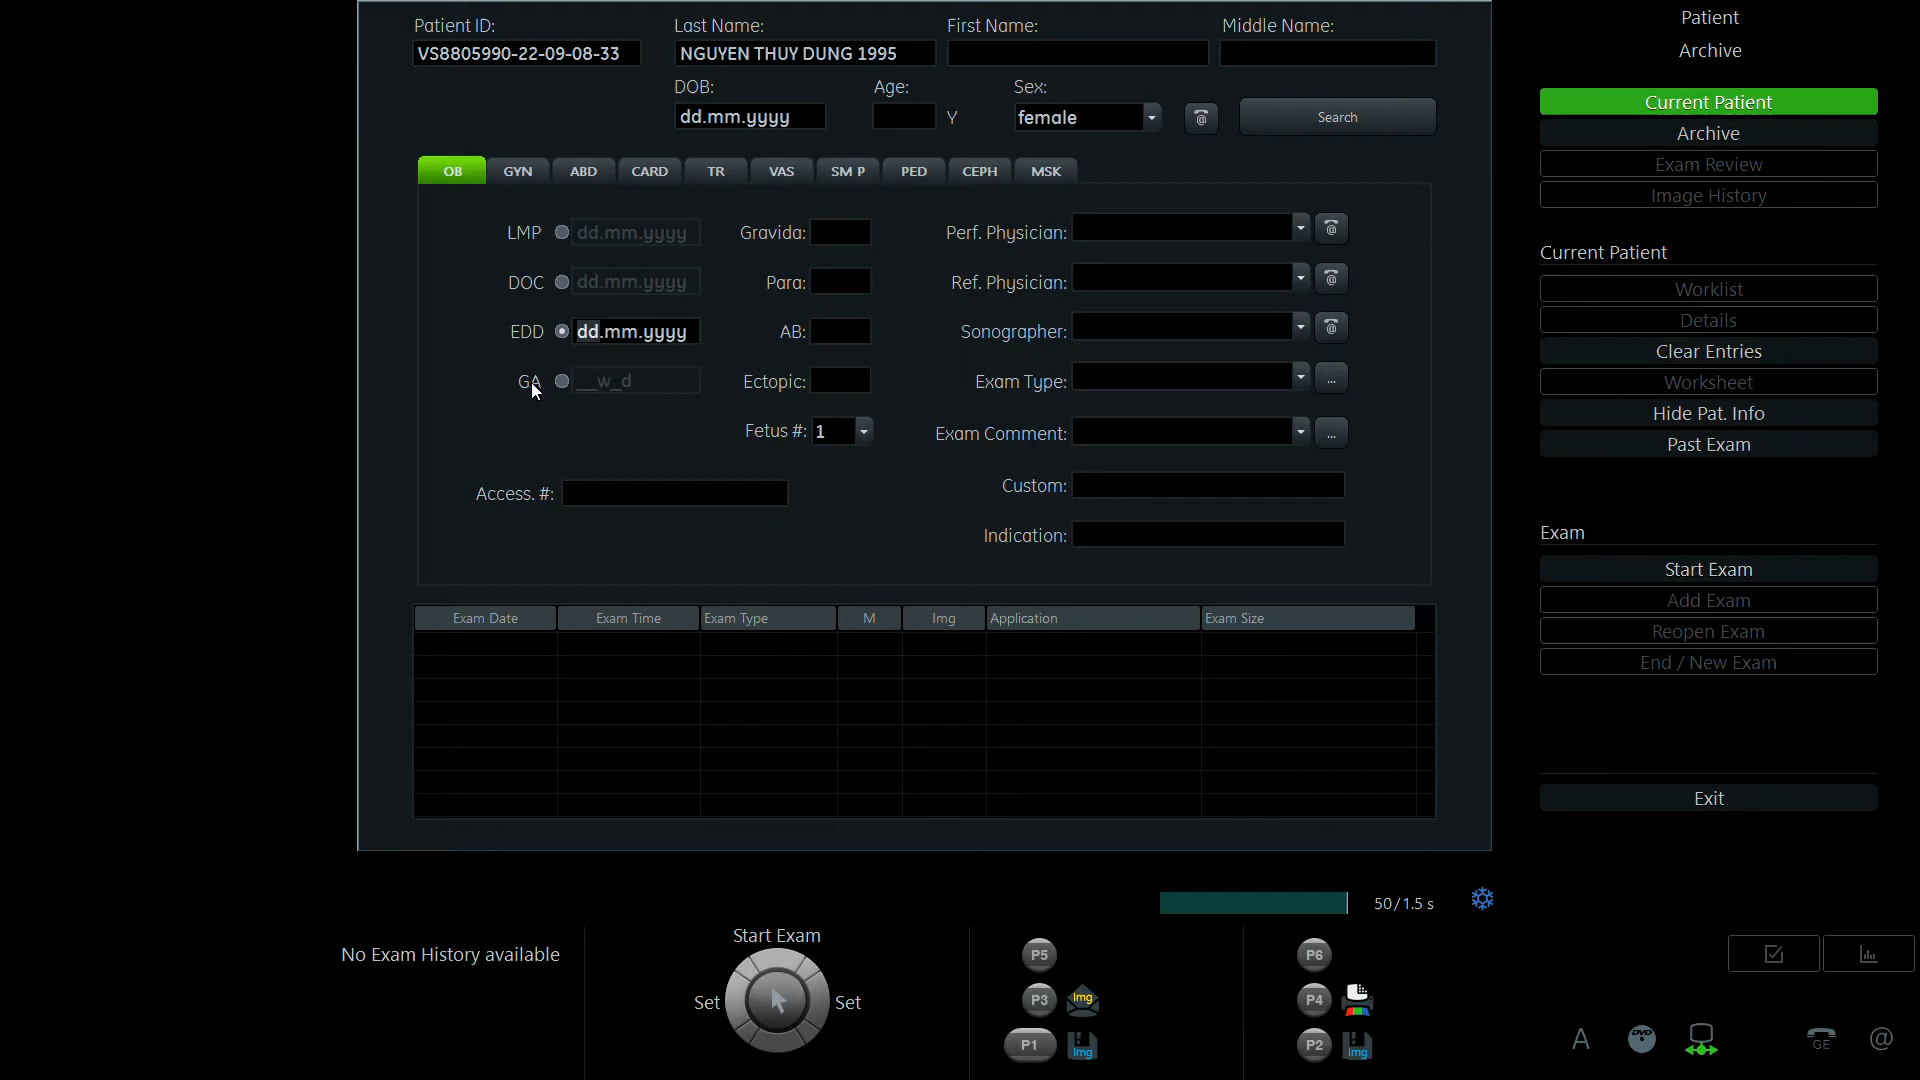 Patient ID: Last Name: First Name: Middle Name:
VS8805990-22-09-08-33 NGUYEN THUY DUNG 1995
DOB: Age: Sex:
dd.mm.yyyy Y female @ Search
OB GYN ABD CARD TR VAS SM P PED CEPH MSK
LMP dd.mm.yyyy Gravida: Perf. Physician: @
DOC dd.mm.yyyy Para: Ref. Physician: @
EDD dd.mm.yyyy AB: Sonographer: @
GA __w_d Ectopic: Exam Type: ...
Fetus #: 1 Exam Comment: ...
Access. #: Custom:
Indication:
Exam Date Exam Time Exam Type M Img Application Exam Size
50/1.5 s
No Exam History available
Start Exam
Set Set
P5 P6
P3 Img P4
P1 Img P2 Img
Patient
Archive
Current Patient
Archive
Exam Review
Image History
Current Patient
Worklist
Details
Clear Entries
Worksheet
Hide Pat. Info
Past Exam
Exam
Start Exam
Add Exam
Reopen Exam
End / New Exam
Exit
A DVD GE @